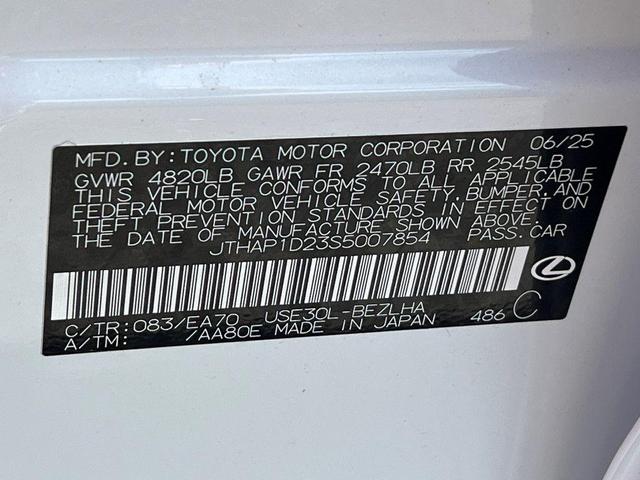 MFD.BY:TOYOTA MOTOR CORPORATION 06/25
GVWR 4820LB GAWR FR 2470LB RR 2545LB
THIS VEHICLE CONFORMS TO ALL APPLICABLE
FEDERAL MOTOR VEHICLE SAFETY,BUMPER,AND
THEFT PREVENTION STANDARDS IN EFFECT ON
THE DATE OF MANUFACTURE SHOWN ABOVE.
JTHAP1D23S5007854 PASS.CAR
C/TR:083/EA70 USE30L-BEZLHA 486 C
A/TM: /AA80E MADE IN JAPAN